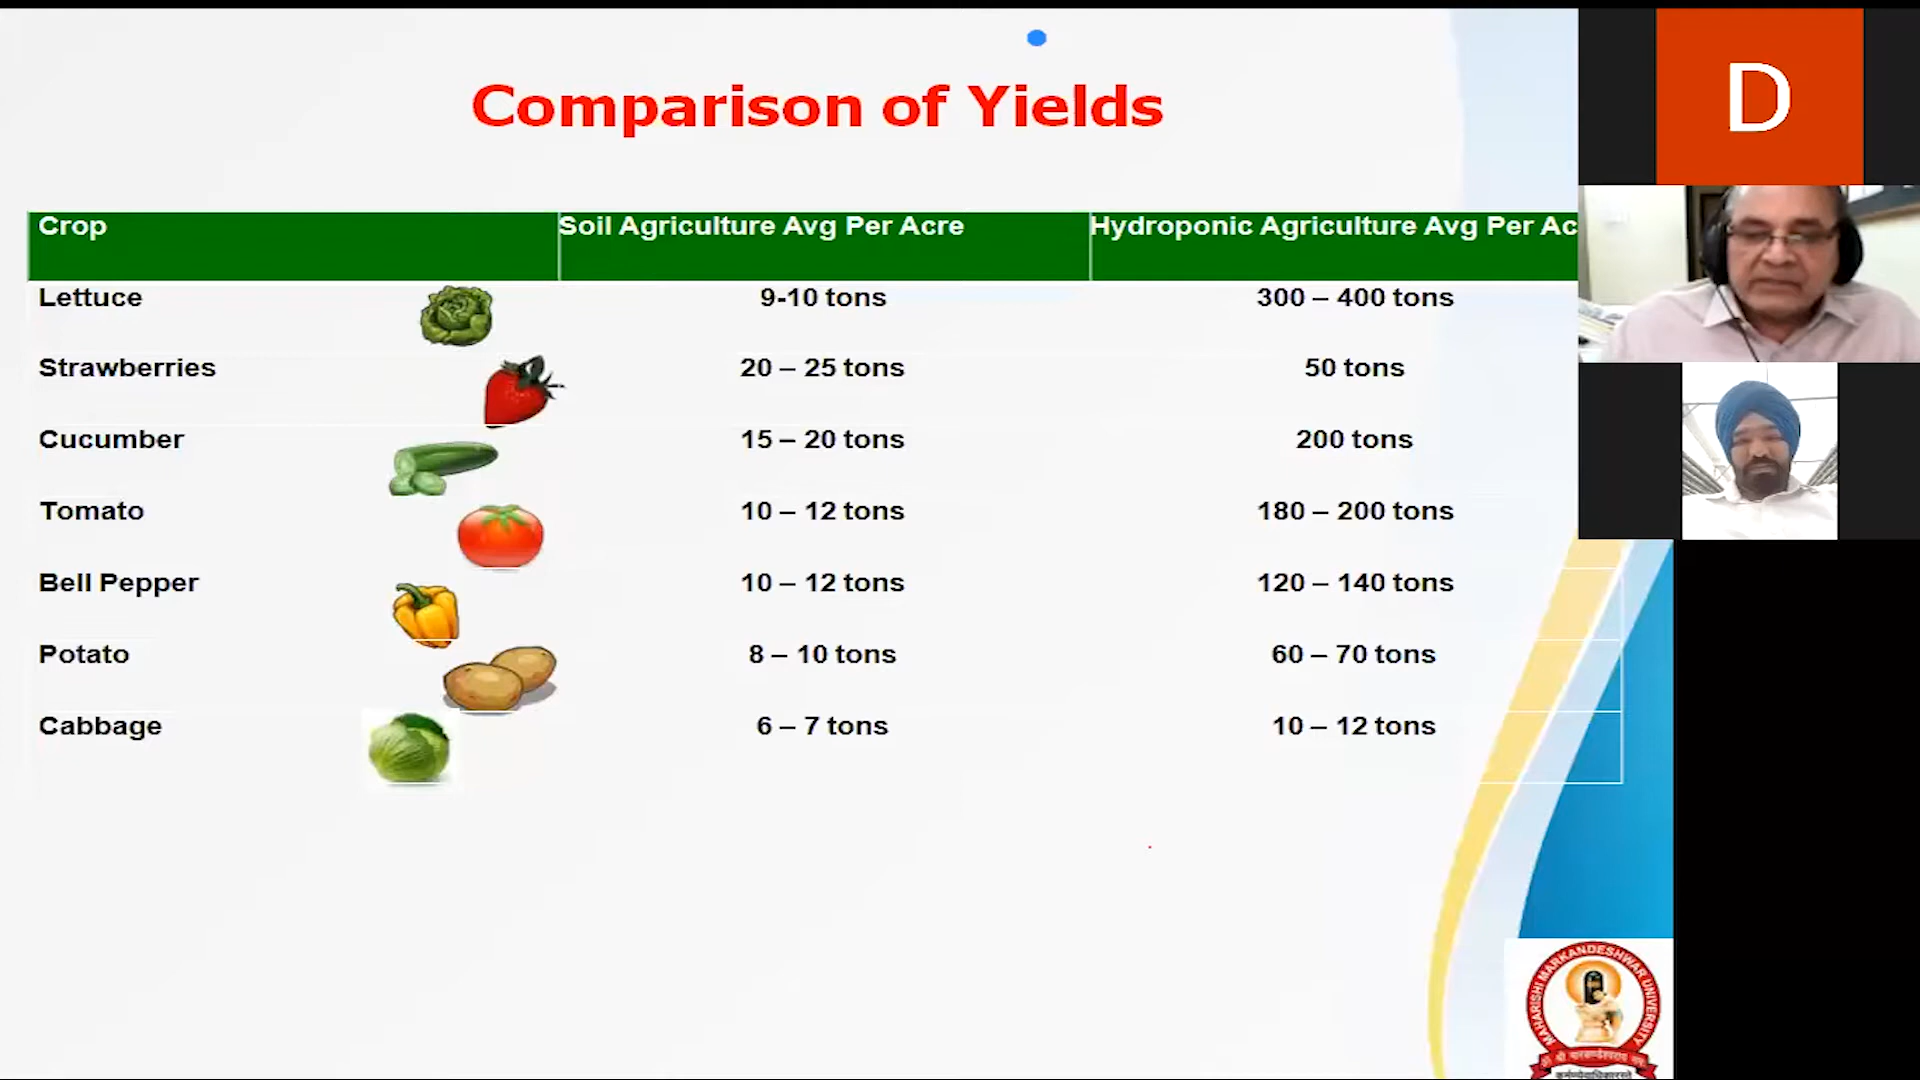 Comparison of Yields
D
Crop Soil Agriculture Avg Per Acre Hydroponic Agriculture Avg Per Ac
Lettuce 9-10 tons 300 – 400 tons
Strawberries 20 – 25 tons 50 tons
Cucumber 15 – 20 tons 200 tons
Tomato 10 – 12 tons 180 – 200 tons
Bell Pepper 10 – 12 tons 120 – 140 tons
Potato 8 – 10 tons 60 – 70 tons
Cabbage 6 – 7 tons 10 – 12 tons
MAHARISHI MARKANDESHWAR UNIVERSITY